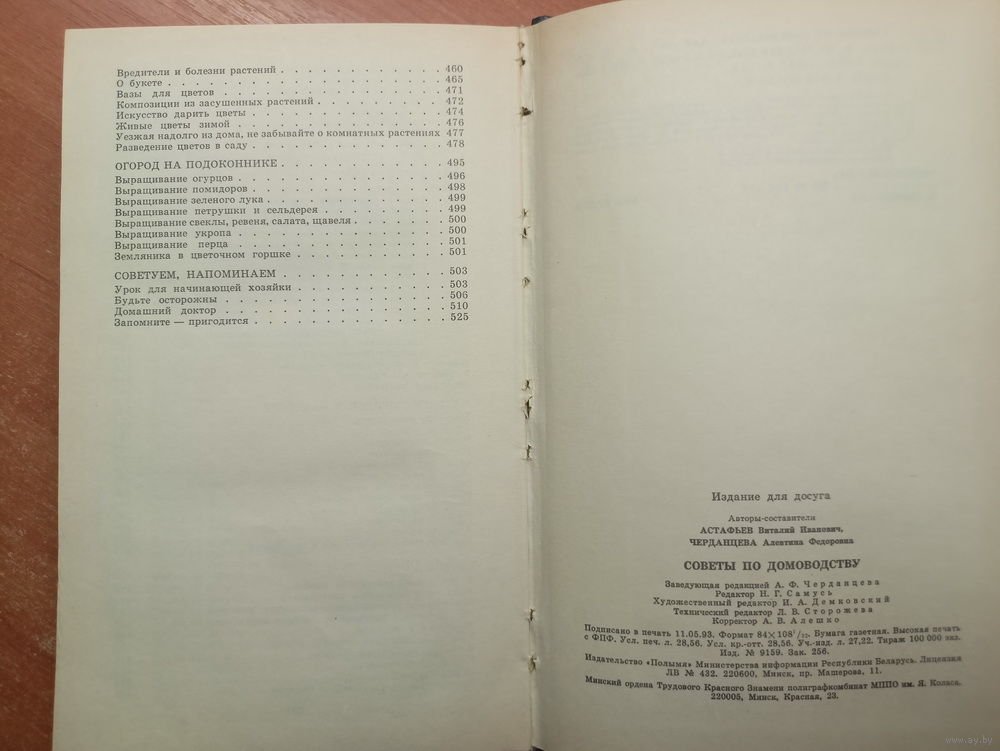 Вредители и болезни растений . . . . . . . . . . . . 460
О букете . . . . . . . . . . . . . . . . . . . 465
Вазы для цветов . . . . . . . . . . . . . . . . 471
Композиции из засушенных растений . . . . . . . . . 472
Искусство дарить цветы . . . . . . . . . . . . . . 474
Живые цветы зимой . . . . . . . . . . . . . . . 476
Уезжая надолго из дома, не забывайте о комнатных растениях 477
Разведение цветов в саду . . . . . . . . . . . . . . 478
ОГОРОД НА ПОДОКОННИКЕ . . . . . . . . . . . . 495
Выращивание огурцов . . . . . . . . . . . . . . . 496
Выращивание помидоров . . . . . . . . . . . . . . 498
Выращивание зеленого лука . . . . . . . . . . . . . 499
Выращивание петрушки и сельдерея . . . . . . . . . 499
Выращивание свеклы, ревеня, салата, щавеля . . . . . . . 500
Выращивание укропа . . . . . . . . . . . . . . . 500
Выращивание перца . . . . . . . . . . . . . . . 501
Земляника в цветочном горшке . . . . . . . . . . . 501
СОВЕТУЕМ, НАПОМИНАЕМ . . . . . . . . . . . . 503
Урок для начинающей хозяйки . . . . . . . . . . . 503
Будьте осторожны . . . . . . . . . . . . . . . . 506
Домашний доктор . . . . . . . . . . . . . . . . 510
Запомните — пригодится . . . . . . . . . . . . . . 525
Издание для досуга
Авторы-составители
АСТАФЬЕВ Виталий Иванович,
ЧЕРДАНЦЕВА Алевтина Федоровна
СОВЕТЫ ПО ДОМОВОДСТВУ
Заведующая редакцией А. Ф. Черданцева
Редактор Н. Г. Самусь
Художественный редактор И. А. Демковский
Технический редактор Л. В. Сторожева
Корректор А. В. Алешко
Подписано в печать 11.05.93. Формат 84×108¹/₃₂. Бумага газетная. Высокая печать
с ФПФ. Усл. печ. л. 28,56. Усл. кр.-отт. 28,56. Уч.-изд. л. 27,22. Тираж 100 000 экз.
Изд. № 9159. Зак. 256.
Издательство «Полымя» Министерства информации Республики Беларусь. Лицензия
ЛВ № 432. 220600, Минск, пр. Машерова, 11.
Минский ордена Трудового Красного Знамени полиграфкомбинат МППО им. Я. Коласа.
220005, Минск, Красная, 23.
www.ay.by